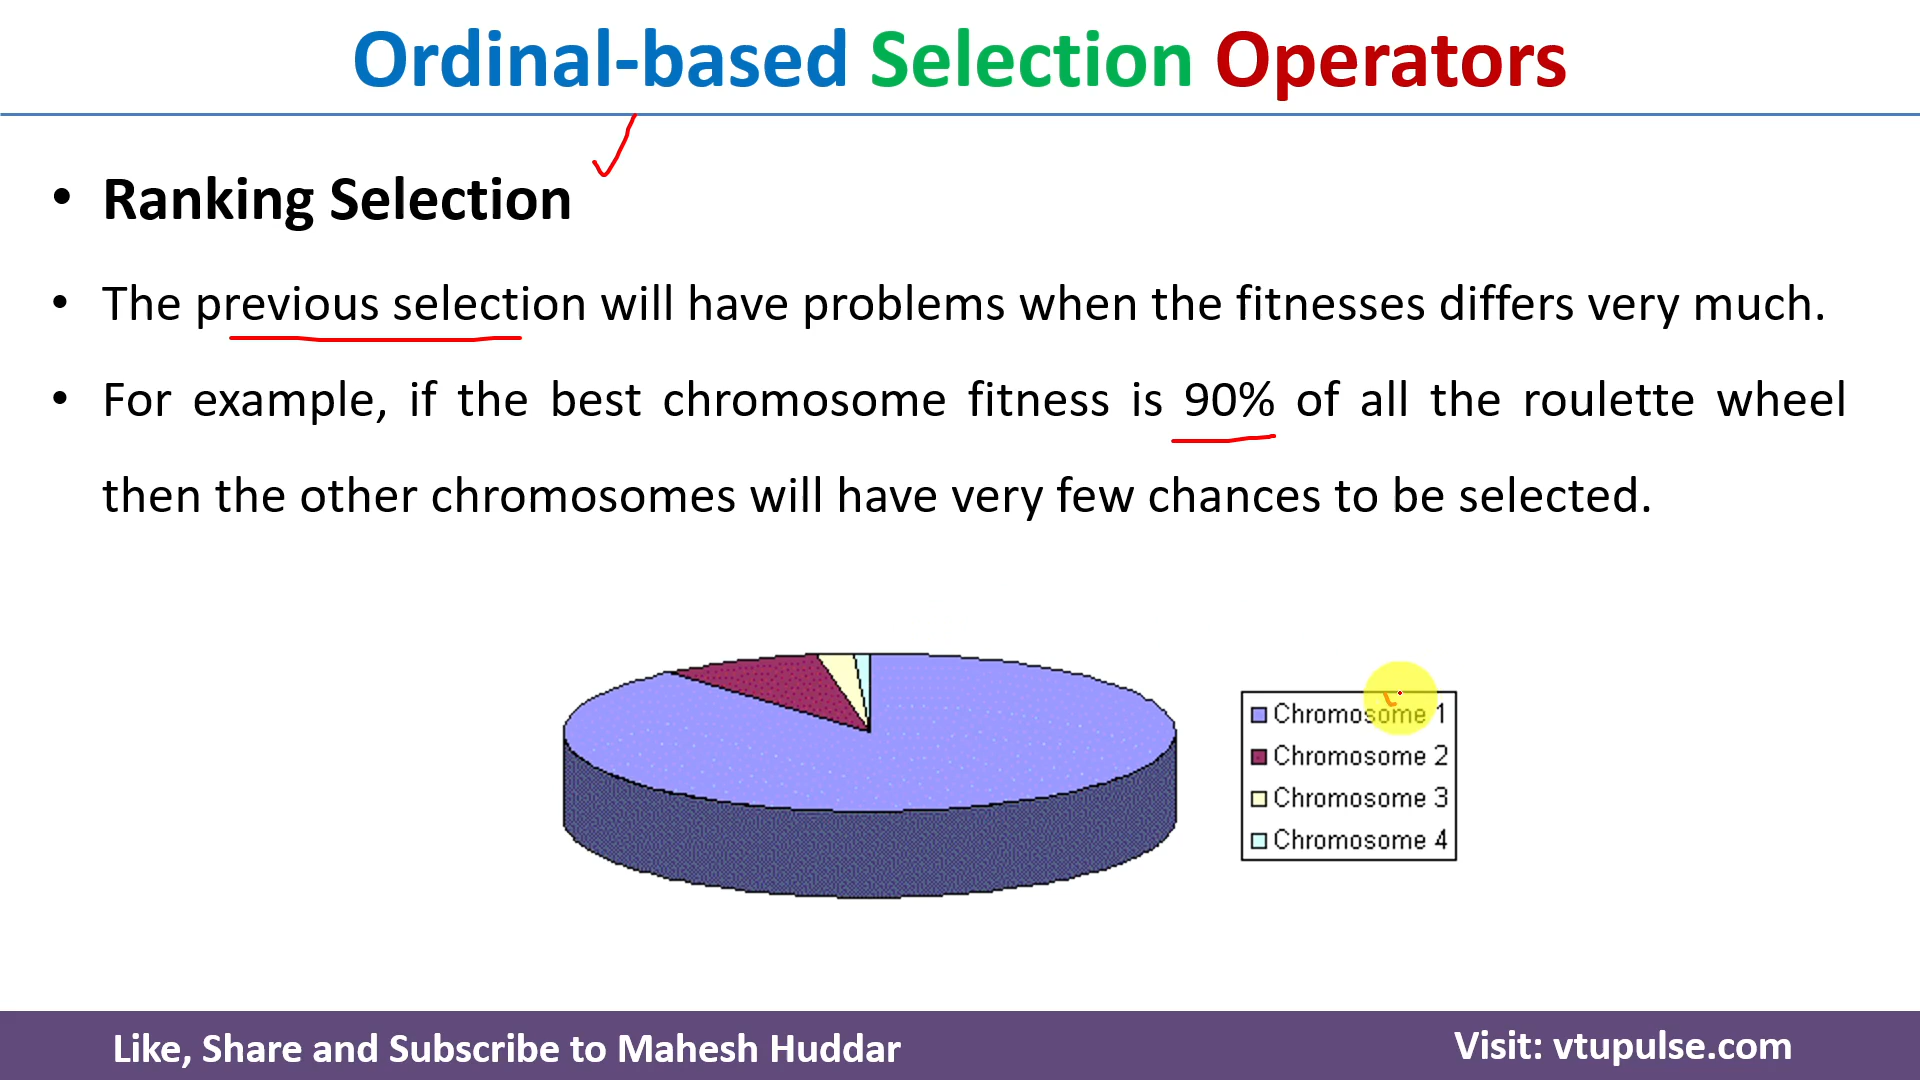 Ordinal-based Selection Operators
• Ranking Selection
• The previous selection will have problems when the fitnesses differs very much.
• For example, if the best chromosome fitness is 90% of all the roulette wheel
then the other chromosomes will have very few chances to be selected.
Chromosome 1
Chromosome 2
Chromosome 3
Chromosome 4
Like, Share and Subscribe to Mahesh Huddar
Visit: vtupulse.com